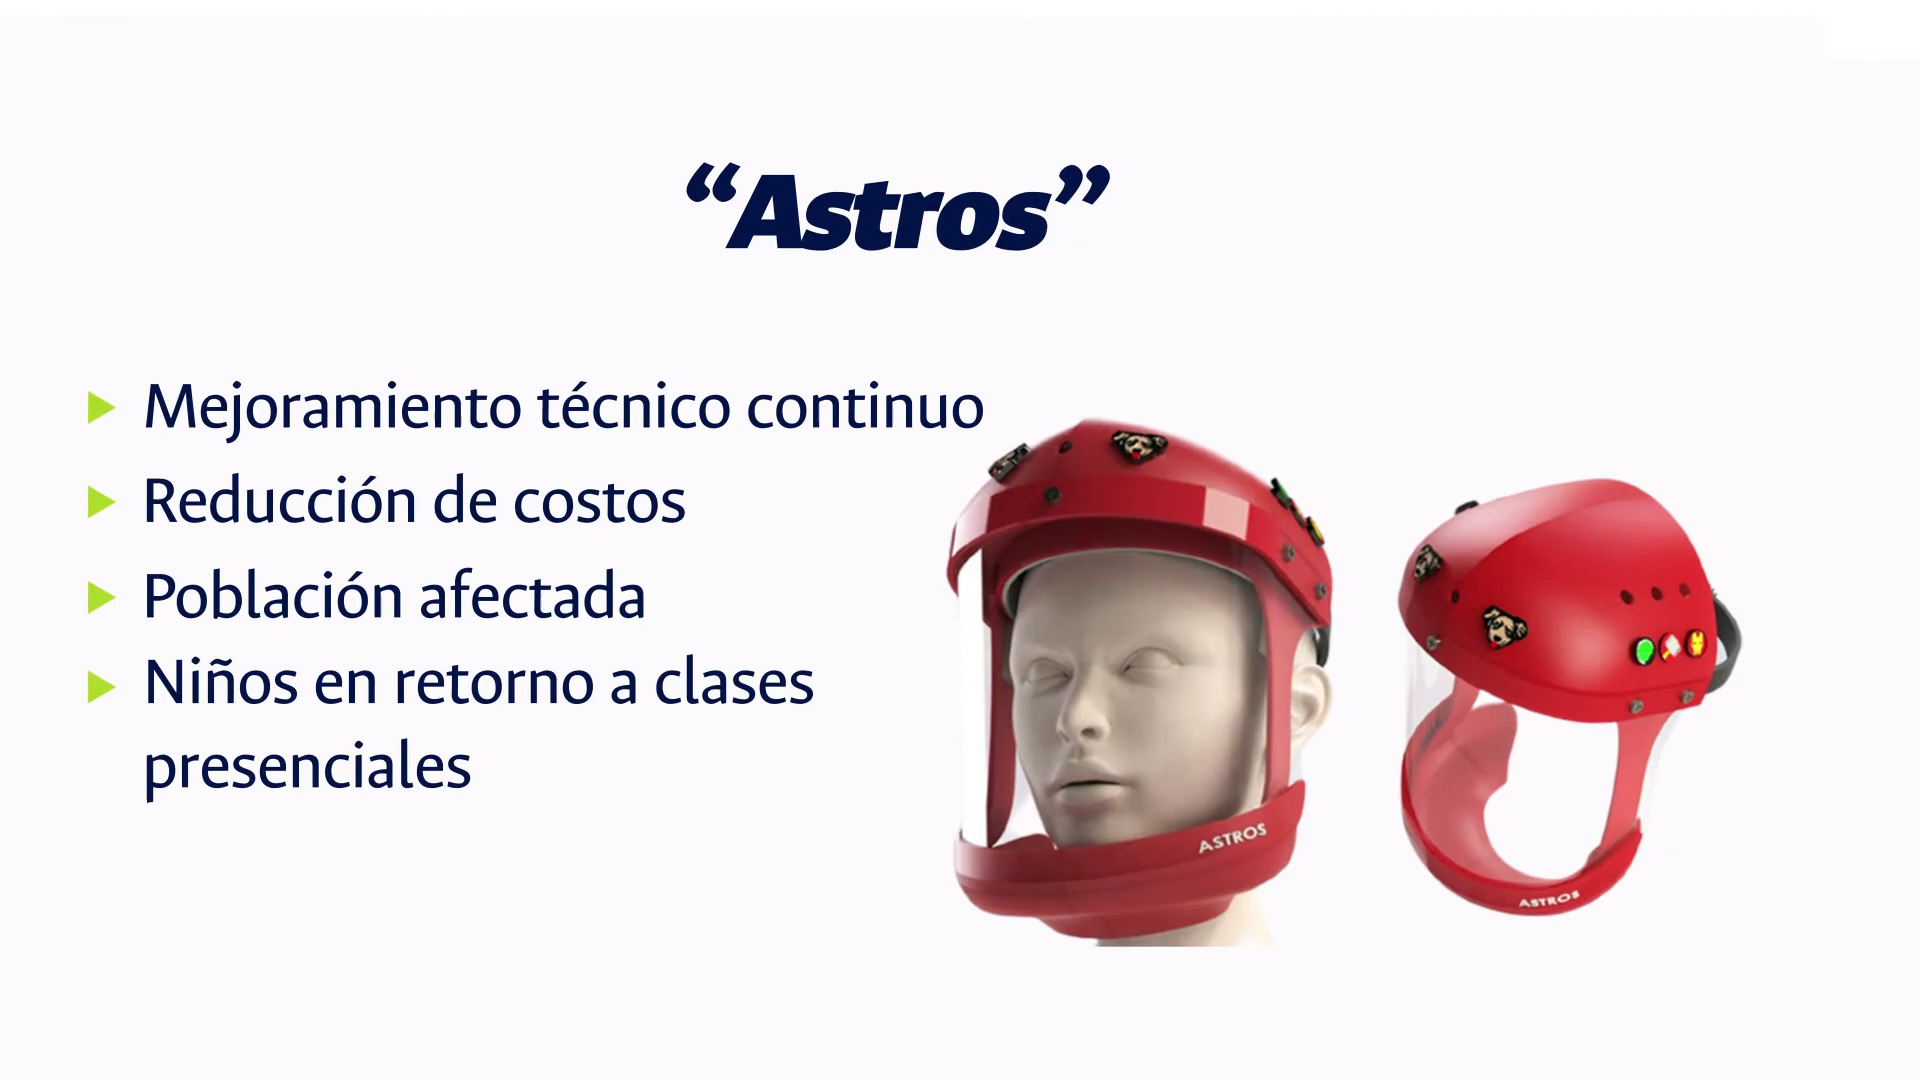 “Astros”
Mejoramiento técnico continuo
Reducción de costos
Población afectada
Niños en retorno a clases
presenciales
ASTROS
ASTROS